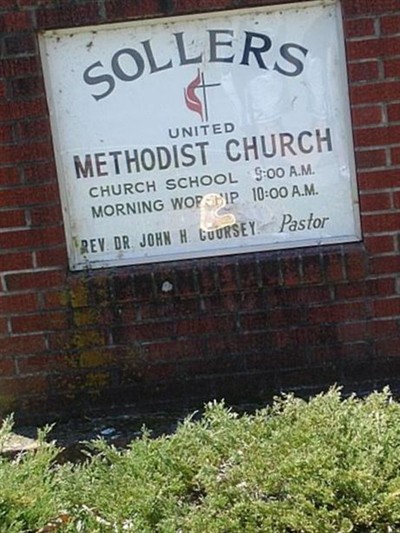 SOLLERS
UNITED
METHODIST CHURCH
CHURCH SCHOOL 9:00 A.M.
MORNING WORSHIP 10:00 A.M.
REV DR. JOHN H. COURSEY Pastor